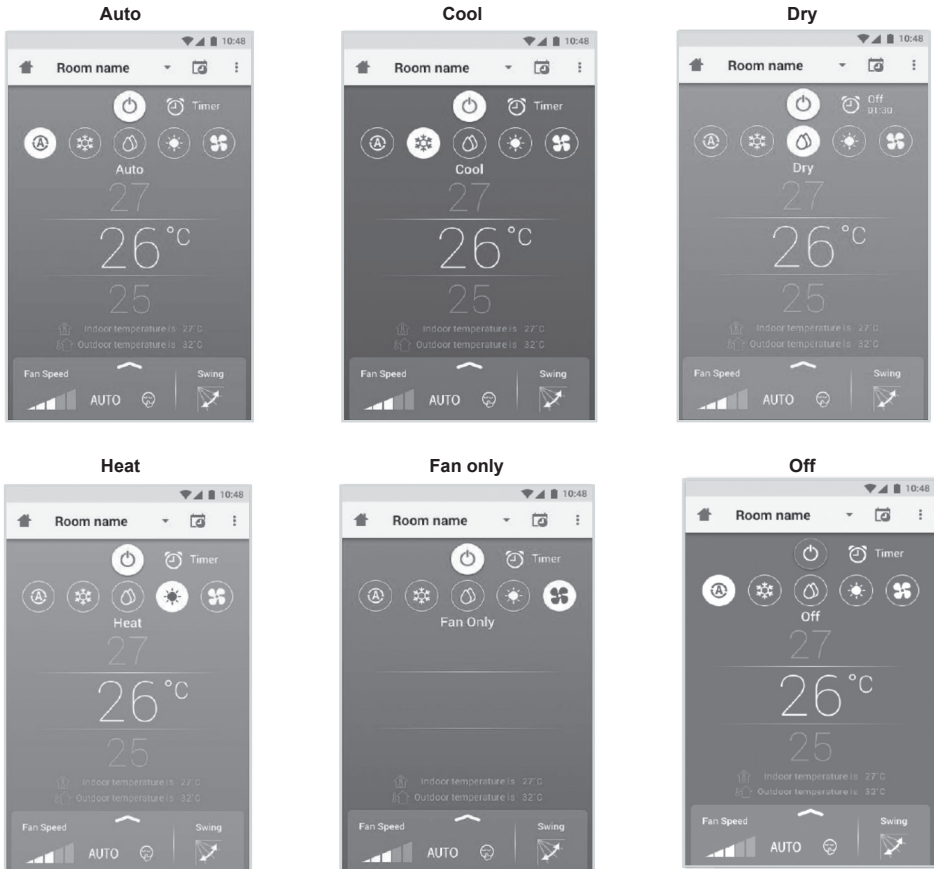 Auto
10:48
Room name
Timer
Auto
27
26°C
25
Indoor temperature is 27°C
Outdoor temperature is 32°C
Fan Speed Swing
AUTO
Cool
10:48
Room name
Timer
Cool
27
26°C
25
Indoor temperature is 27°C
Outdoor temperature is 32°C
Fan Speed Swing
AUTO
Dry
10:48
Room name
Off
01:30
Dry
27
26°C
25
Indoor temperature is 27°C
Outdoor temperature is 32°C
Fan Speed Swing
AUTO
Heat
10:48
Room name
Timer
Heat
27
26°C
25
Indoor temperature is 27°C
Outdoor temperature is 32°C
Fan Speed Swing
AUTO
Fan only
10:48
Room name
Timer
Fan Only
Indoor temperature is 27°C
Outdoor temperature is 32°C
Fan Speed Swing
AUTO
Off
10:48
Room name
Timer
Off
27
26°C
25
Indoor temperature is 27°C
Outdoor temperature is 32°C
Fan Speed Swing
AUTO